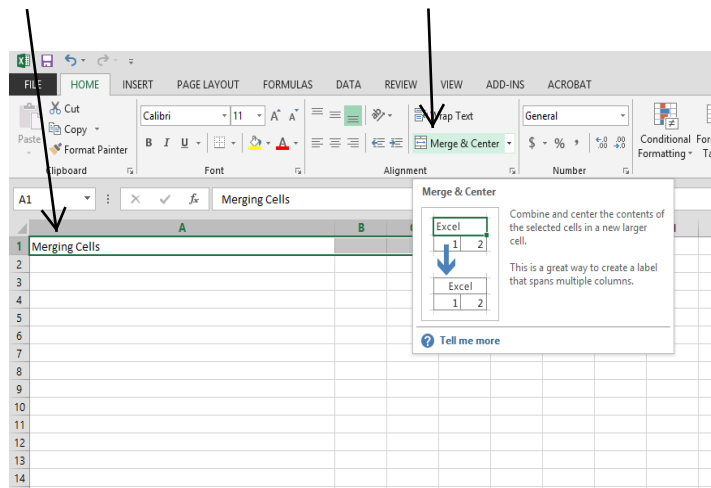 FILE HOME INSERT PAGE LAYOUT FORMULAS DATA REVIEW VIEW ADD-INS ACROBAT
Cut
Calibri 11 A A
Wrap Text
General
Copy
Paste
Format Painter
B I U A
Merge & Center
$ % , .0 .00 .00 .0
Conditional
Formatting
Clipboard Font Alignment Number
A1 fx Merging Cells
Merge & Center
Excel
1 2
Excel
1 2
Combine and center the contents of
the selected cells in a new larger
cell.
This is a great way to create a label
that spans multiple columns.
Tell me more
A B
1 Merging Cells
2
3
4
5
6
7
8
9
10
11
12
13
14